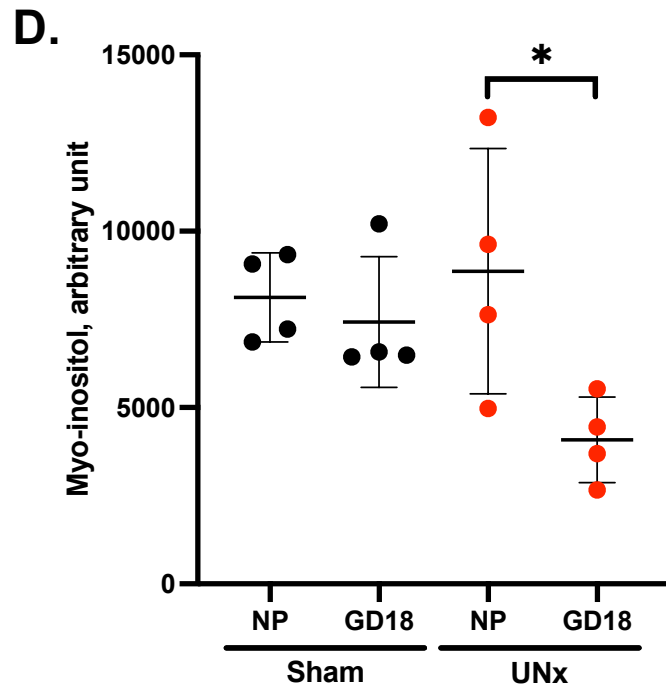 D.
Myo-inositol, arbitrary unit
15000
10000
5000
0
*
NP GD18 NP GD18
Sham UNx